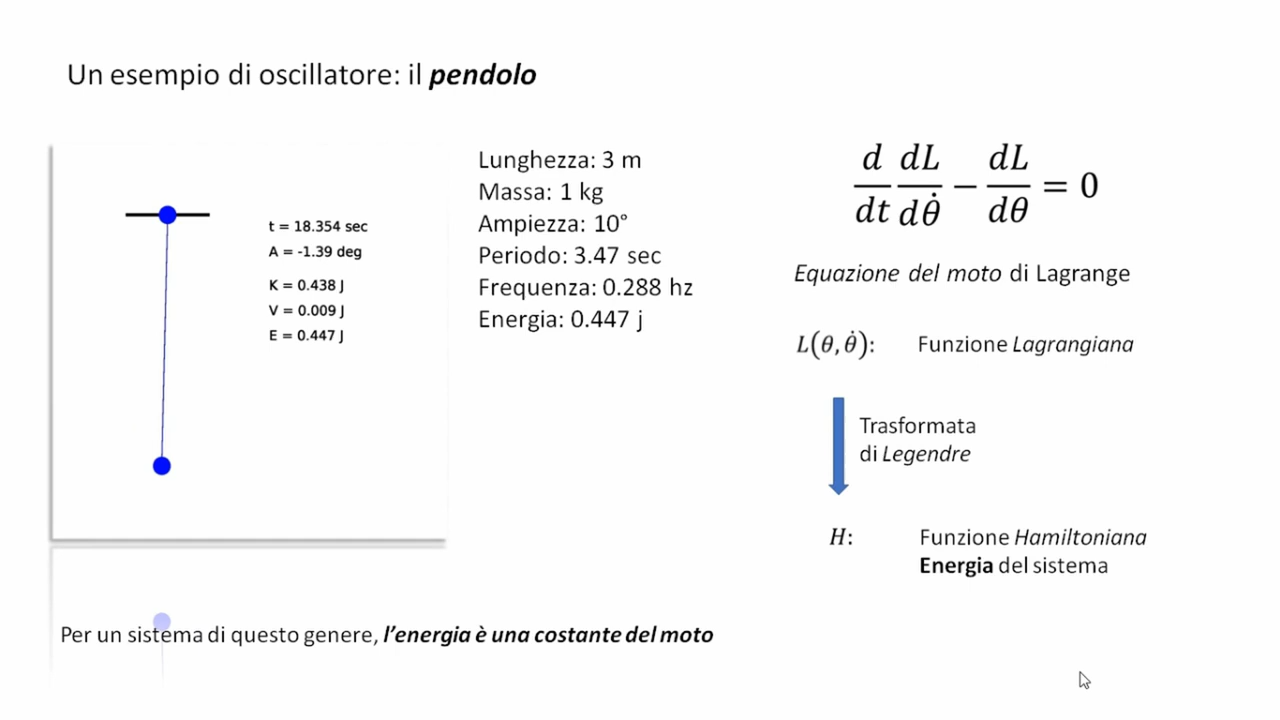 Un esempio di oscillatore: il pendolo
t = 18.354 sec
A = -1.39 deg
K = 0.438 J
V = 0.009 J
E = 0.447 J
Lunghezza: 3 m
Massa: 1 kg
Ampiezza: 10°
Periodo: 3.47 sec
Frequenza: 0.288 hz
Energia: 0.447 j
d/dt dL/dθ̇ − dL/dθ = 0
Equazione del moto di Lagrange
L(θ, θ̇): Funzione Lagrangiana
Trasformata
di Legendre
H: Funzione Hamiltoniana
Energia del sistema
Per un sistema di questo genere, l'energia è una costante del moto